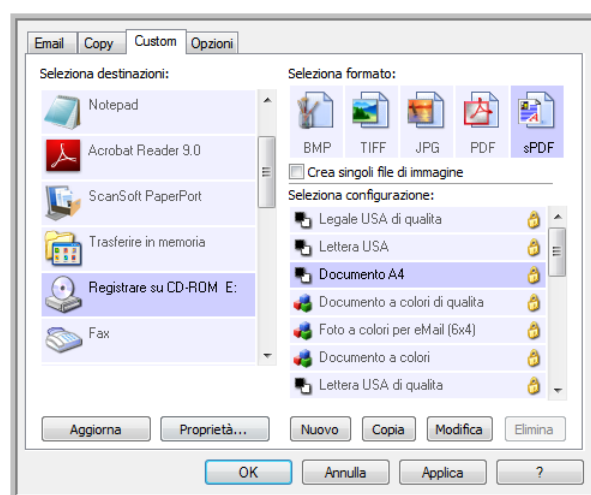 Email Copy Custom Opzioni
Seleziona destinazioni:
Notepad
Acrobat Reader 9.0
ScanSoft PaperPort
Trasferire in memoria
Registrare su CD-ROM E:
Fax
Aggiorna Proprietà...
Seleziona formato:
BMP TIFF JPG PDF sPDF
Crea singoli file di immagine
Seleziona configurazione:
Legale USA di qualita
Lettera USA
Documento A4
Documento a colori di qualita
Foto a colori per eMail (6x4)
Documento a colori
Lettera USA di qualita
Nuovo Copia Modifica Elimina
OK Annulla Applica ?